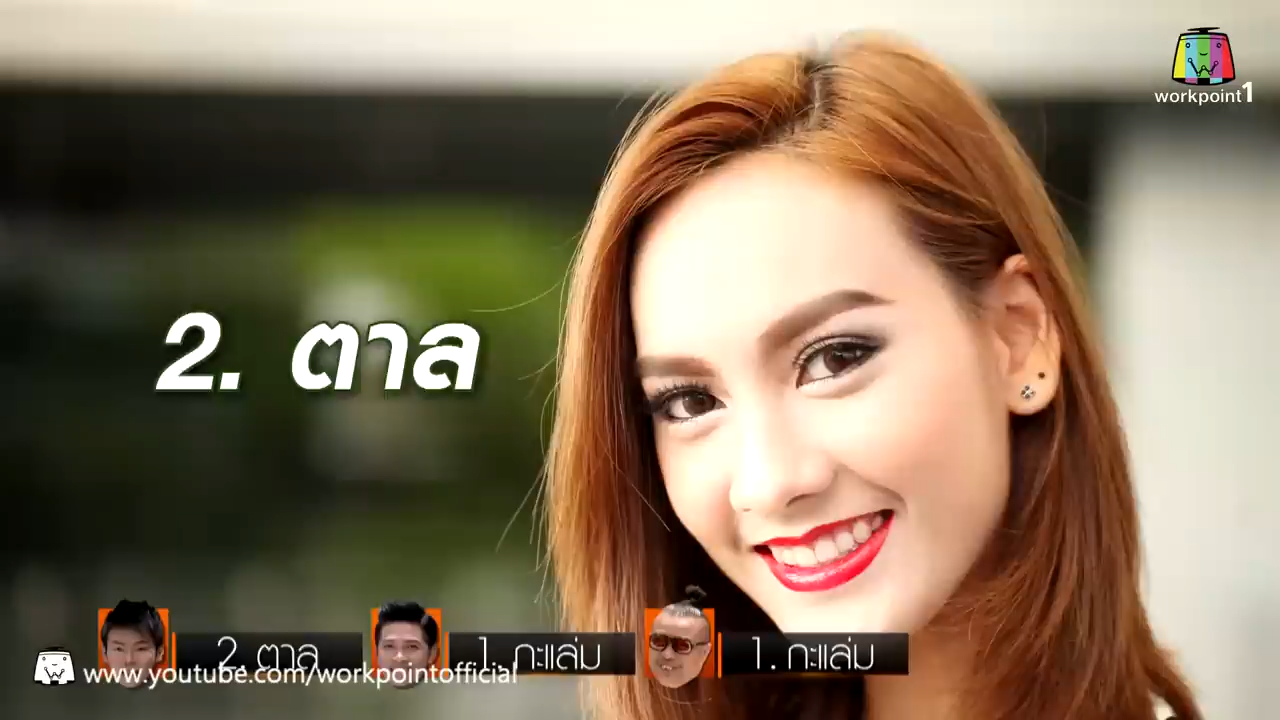 workpoint1
2. ตาล
2. ตาล
1. กะแล่ม
1. กะแล่ม
www.youtube.com/workpointofficial